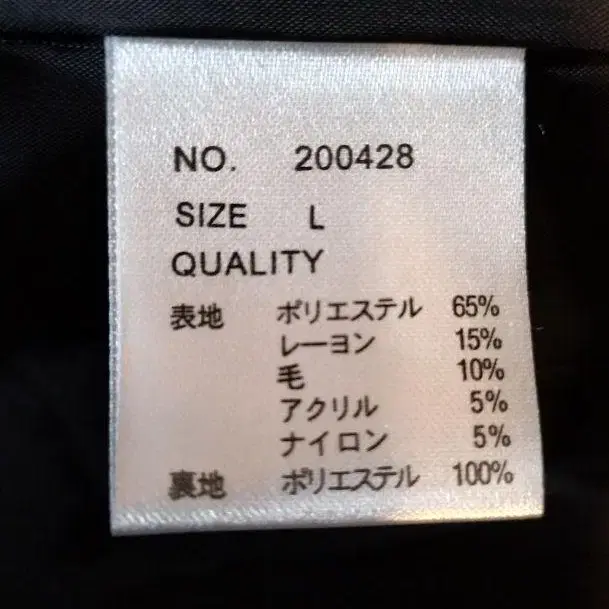 NO. 200428
SIZE L
QUALITY
表地 ポリエステル 65%
レーヨン 15%
毛 10%
アクリル 5%
ナイロン 5%
裏地 ポリエステル 100%